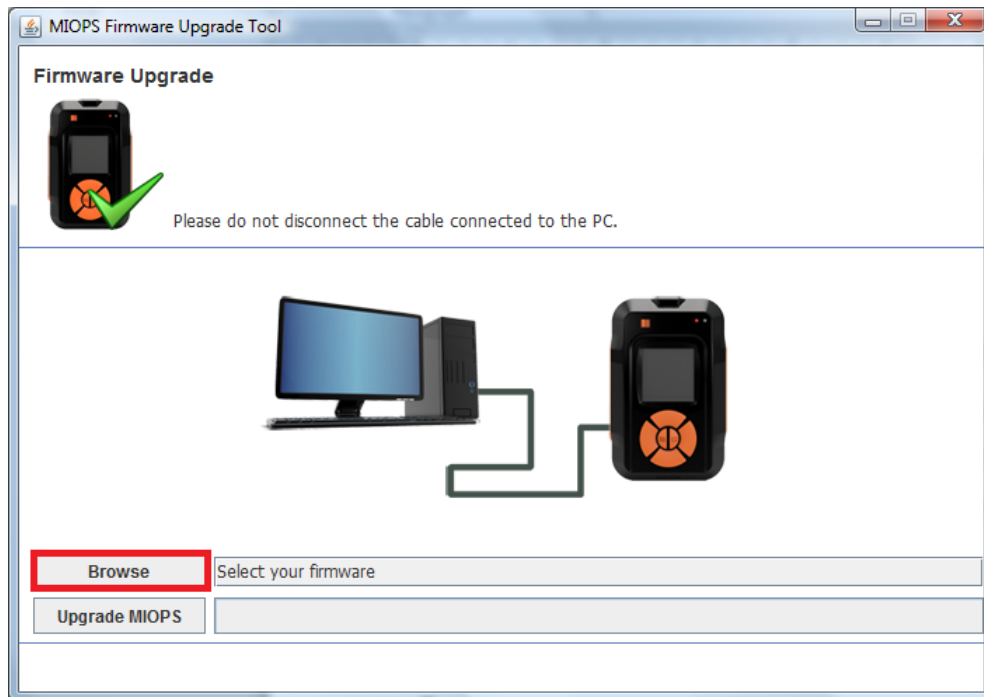 MIOPS Firmware Upgrade Tool
Firmware Upgrade
Please do not disconnect the cable connected to the PC.
Browse
Select your firmware
Upgrade MIOPS